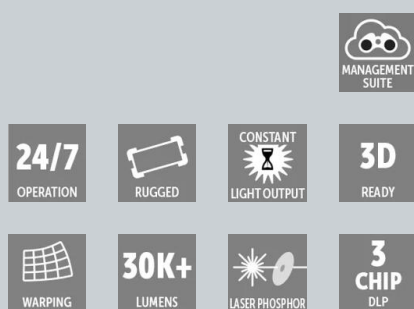 MANAGEMENT
SUITE
24/7
OPERATION
RUGGED
CONSTANT
LIGHT OUTPUT
3D
READY
WARPING
30K+
LUMENS
LASER PHOSPHOR
3
CHIP
DLP